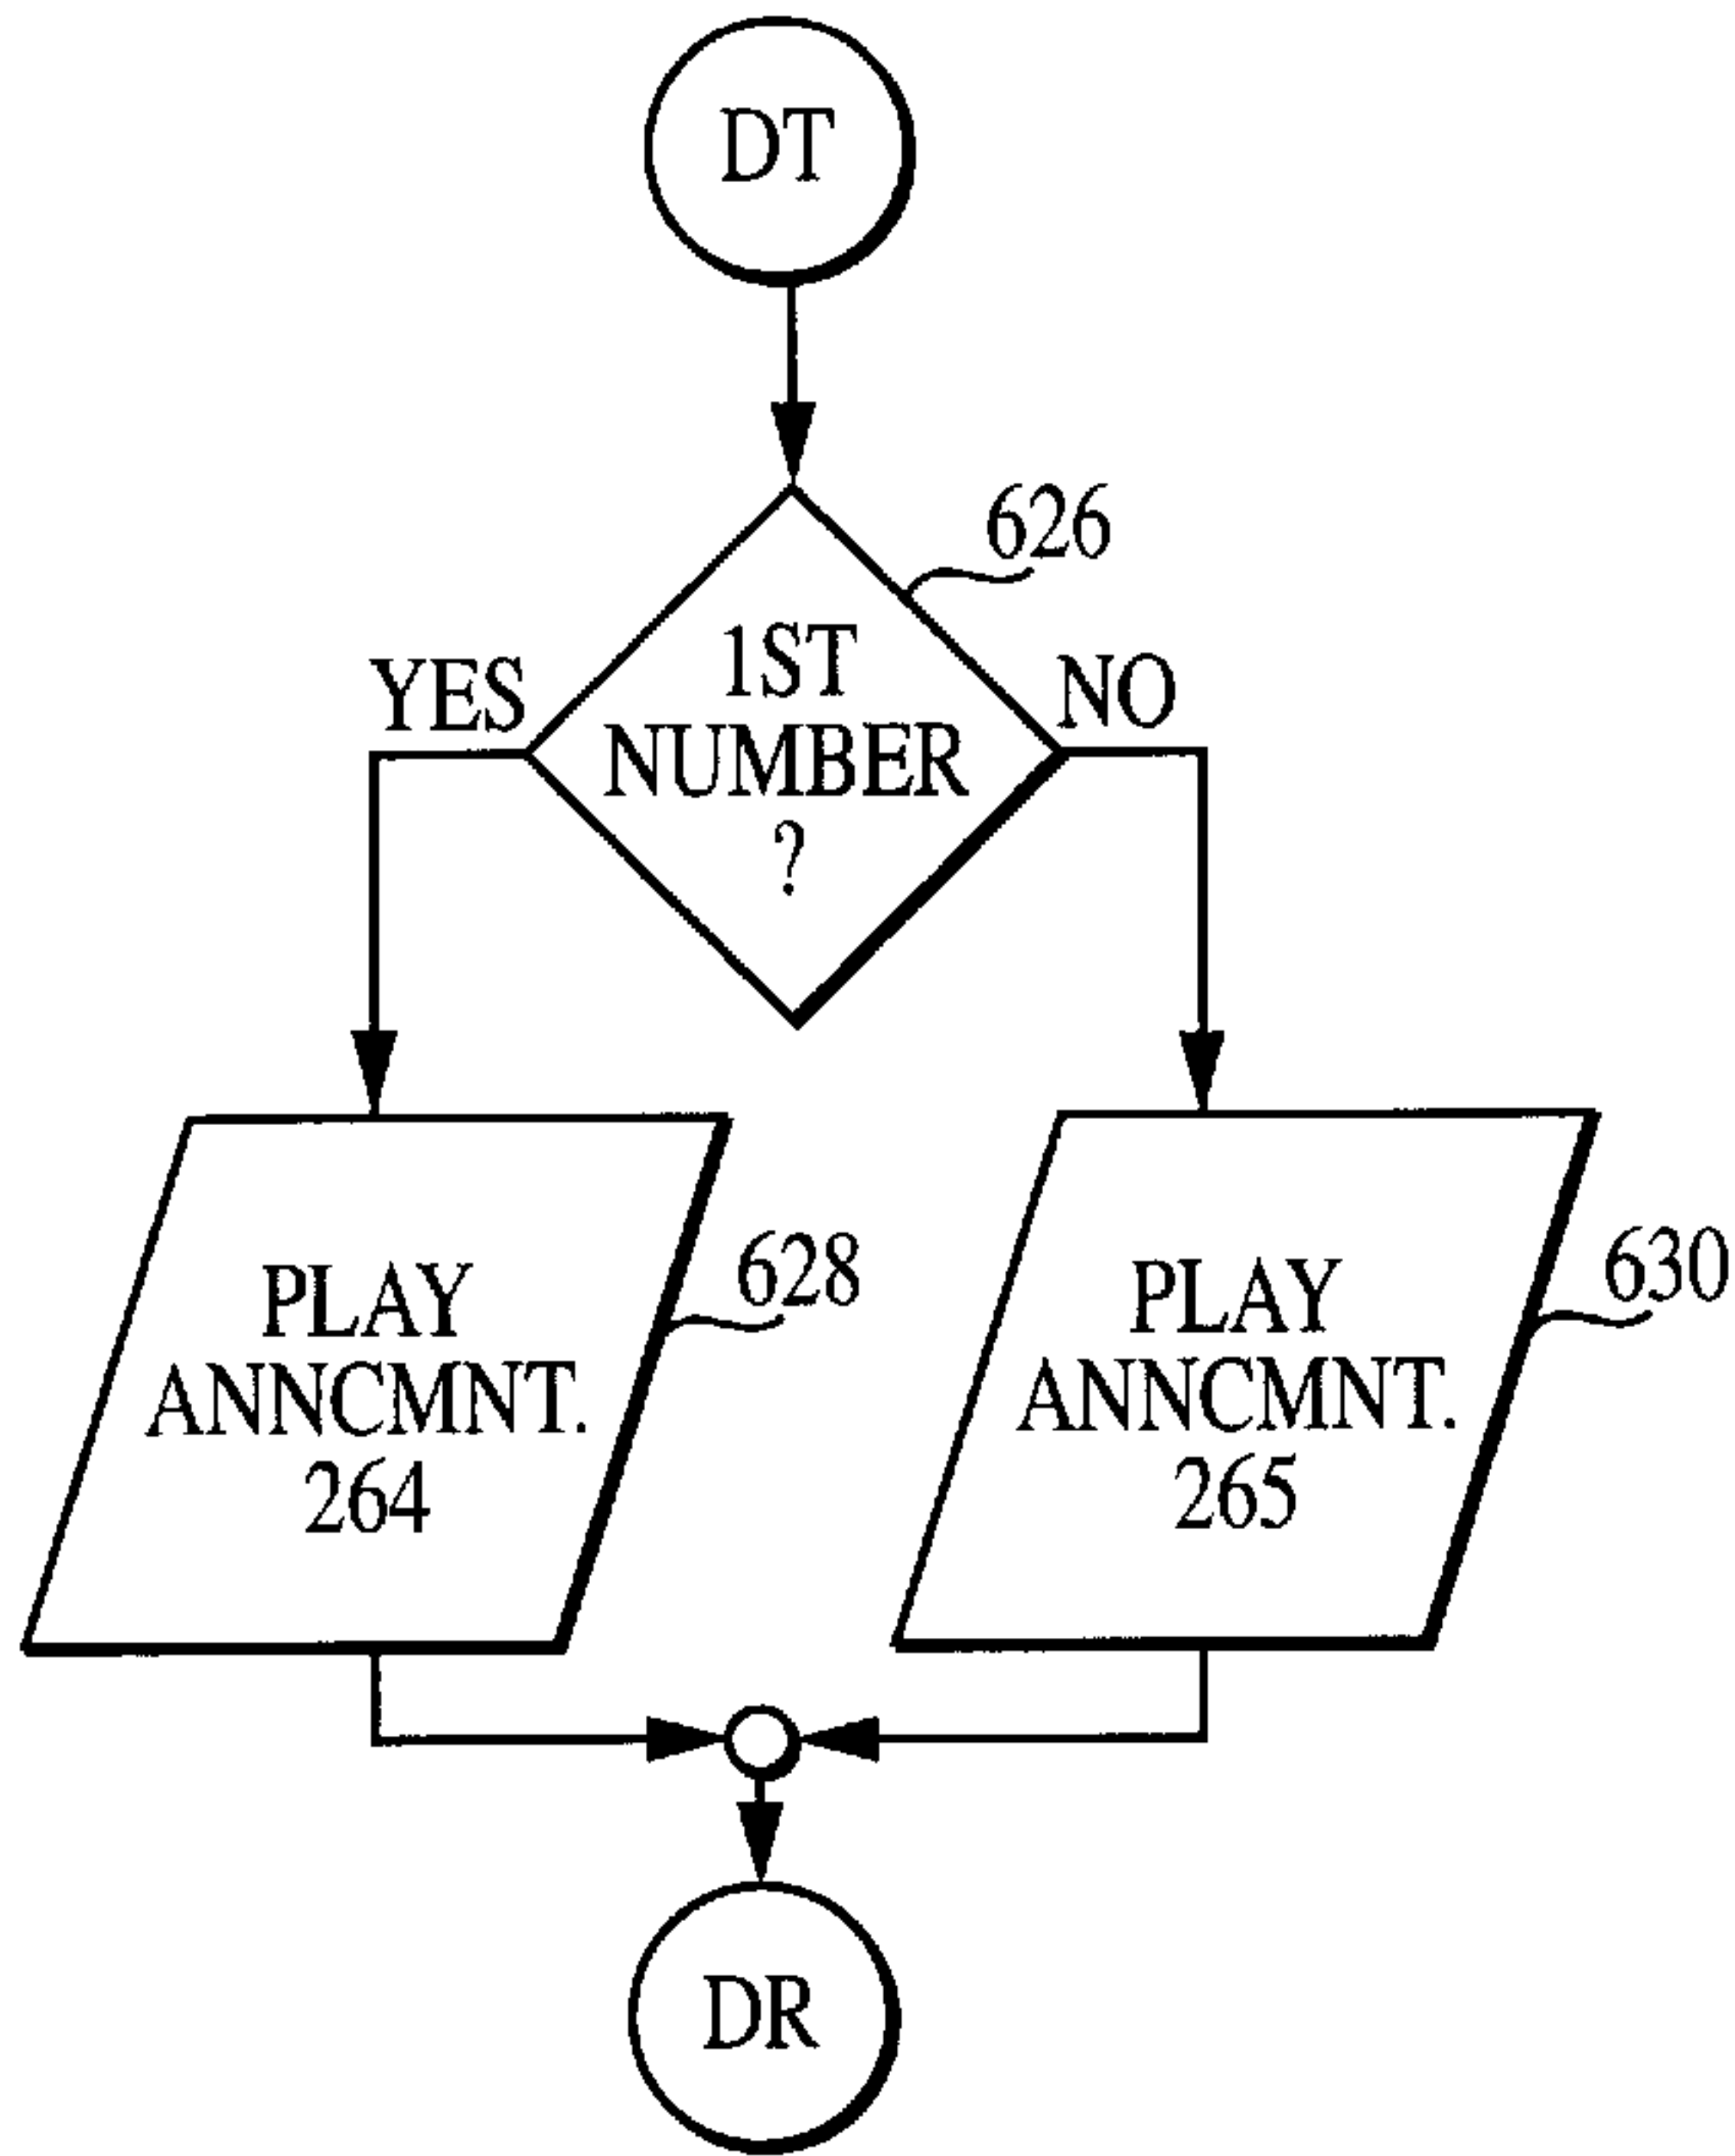 DT
626
1ST
NUMBER
?
YES
NO
PLAY
ANNCMNT.
264
628
PLAY
ANNCMNT.
265
630
DR